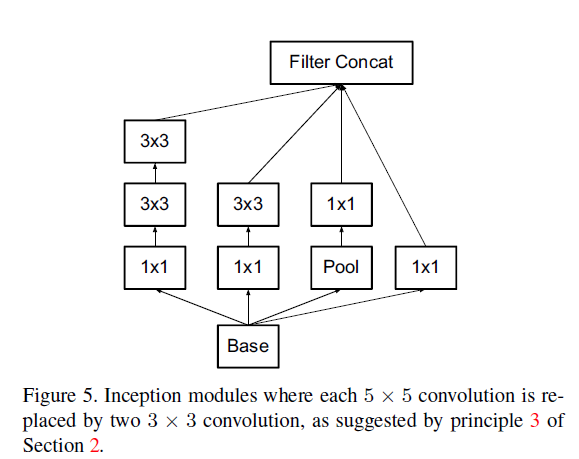 Filter Concat
3x3
3x3 3x3 1x1
1x1 1x1 Pool 1x1
Base
Figure 5. Inception modules where each 5 × 5 convolution is re-
placed by two 3 × 3 convolution, as suggested by principle 3 of
Section 2.